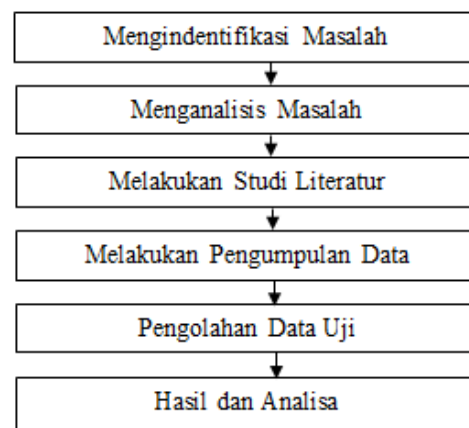 Mengindentifikasi Masalah
Menganalisis Masalah
Melakukan Studi Literatur
Melakukan Pengumpulan Data
Pengolahan Data Uji
Hasil dan Analisa